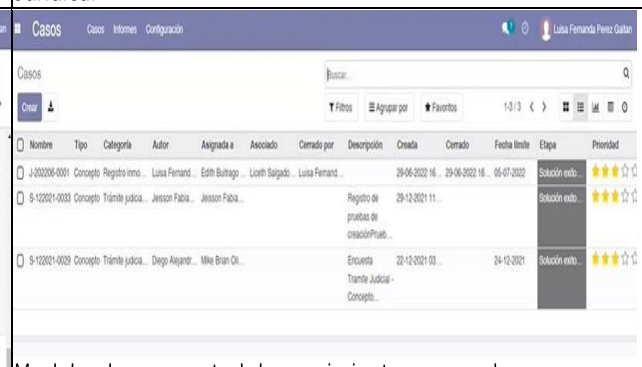 Casos Casos Informes Configuración Luisa Fernanda Perez Gaitan
Casos Buscar...
Crear Filtros Agrupar por Favoritos 1-3 / 3
Nombre Tipo Categoría Autor Asignada a Asociado Cerrado por Descripción Creada Cerrado Fecha límite Etapa Prioridad
J-202206-0001 Concepto Registro inmo... Luisa Fernand... Edith Buitrago ... Liceth Salgado... Luisa Fernand... 29-06-2022 16... 29-06-2022 16... 05-07-2022 Solución exito...
S-122021-0033 Concepto Trámite judicia... Jeisson Fabia... Jeisson Fabia... Registro de 29-12-2021 11... Solución exito...
pruebas de
creaciónPrueb...
S-122021-0029 Concepto Trámite judicia... Diego Alejandr... Mike Brian Oli... Encuesta 22-12-2021 03... 24-12-2021 Solución exito...
Tramite Judicial -
Concepto...